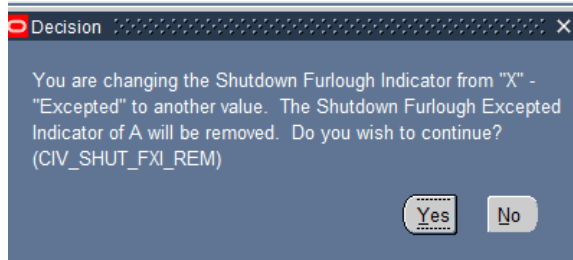 Decision
You are changing the Shutdown Furlough Indicator from "X" -
"Excepted" to another value.  The Shutdown Furlough Excepted
Indicator of A will be removed.  Do you wish to continue?
(CIV_SHUT_FXI_REM)
Yes No